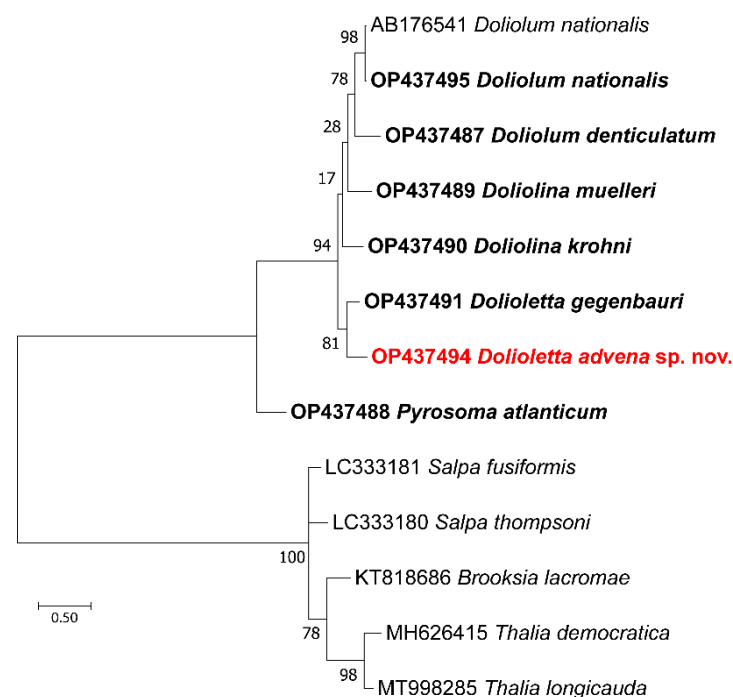 AB176541 Doliolum nationalis
98
OP437495 Doliolum nationalis
78
OP437487 Doliolum denticulatum
28
OP437489 Doliolina muelleri
17
OP437490 Doliolina krohni
94
OP437491 Dolioletta gegenbauri
81
OP437494 Dolioletta advena sp. nov.
OP437488 Pyrosoma atlanticum
LC333181 Salpa fusiformis
LC333180 Salpa thompsoni
100
KT818686 Brooksia lacromae
0.50
78
MH626415 Thalia democratica
98
MT998285 Thalia longicauda